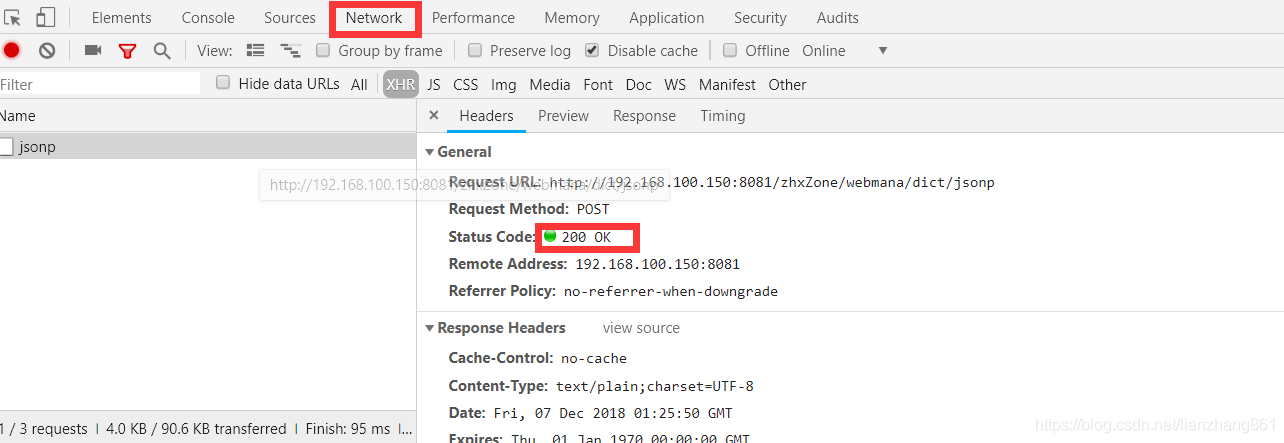 Elements Console Sources Network Performance Memory Application Security Audits
View: Group by frame Preserve log Disable cache Offline Online
Filter Hide data URLs All XHR JS CSS Img Media Font Doc WS Manifest Other
Name
× Headers Preview Response Timing
jsonp
General
http://192.168.100.150:8081/zhxZone/webmana/dict/jsonp
Request URL: http://192.168.100.150:8081/zhxZone/webmana/dict/jsonp
Request Method: POST
Status Code: 200 OK
Remote Address: 192.168.100.150:8081
Referrer Policy: no-referrer-when-downgrade
Response Headers view source
Cache-Control: no-cache
Content-Type: text/plain;charset=UTF-8
Date: Fri, 07 Dec 2018 01:25:50 GMT
Expires: Thu, 01 Jan 1970 00:00:00 GMT
1 / 3 requests | 4.0 KB / 90.6 KB transferred | Finish: 95 ms |...
https://blog.csdn.net/lianzhang861